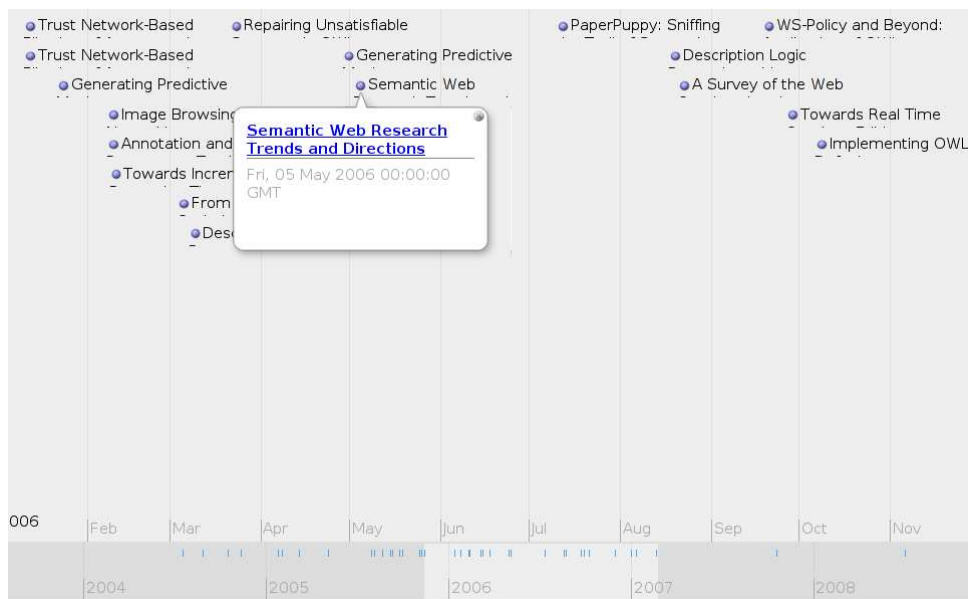 Trust Network-Based Repairing Unsatisfiable PaperPuppy: Sniffing WS-Policy and Beyond:
Trust Network-Based Generating Predictive Description Logic
Generating Predictive Semantic Web A Survey of the Web
Image Browsing Towards Real Time
Annotation and Implementing OWL
Towards Increm
From
Desc
Semantic Web Research
Trends and Directions
Fri, 05 May 2006 00:00:00
GMT
006 Feb Mar Apr May Jun Jul Aug Sep Oct Nov
2004 2005 2006 2007 2008